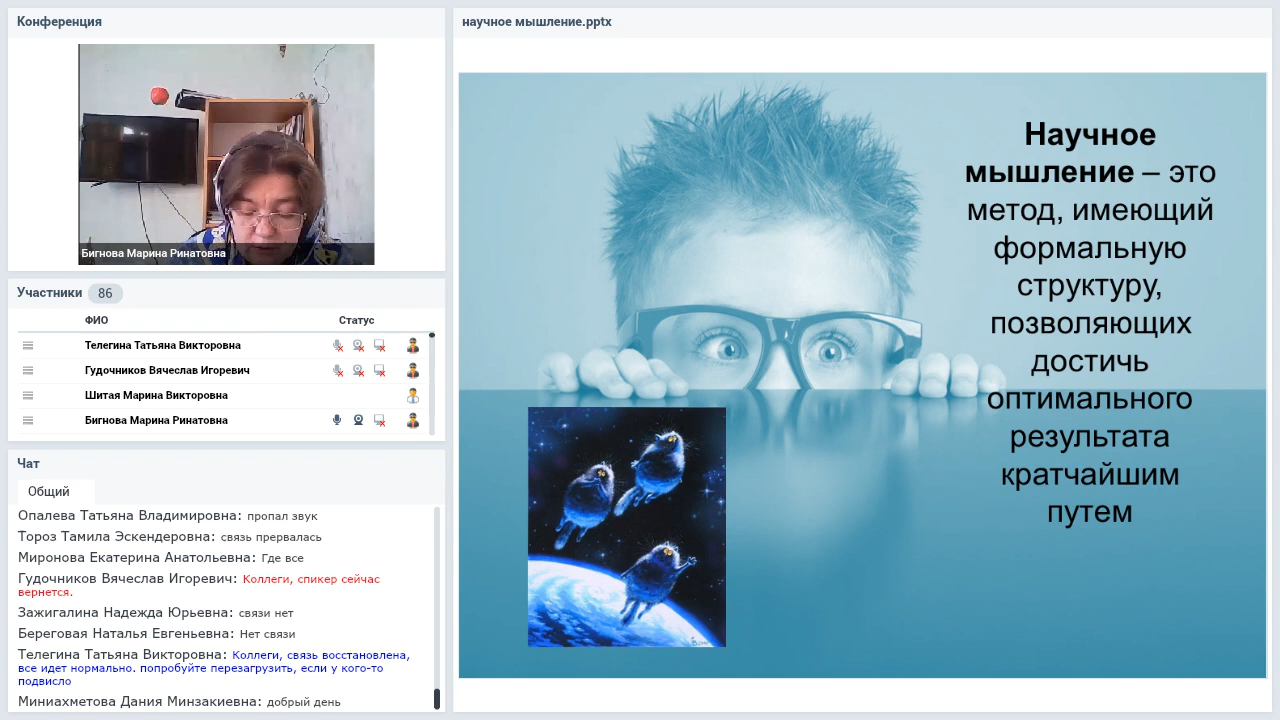 Конференция
Бигнова Марина Ринатовна
Участники 86
ФИО Статус
Телегина Татьяна Викторовна
Гудочников Вячеслав Игоревич
Шитая Марина Викторовна
Бигнова Марина Ринатовна
Чат
Общий
Опалева Татьяна Владимировна: пропал звук
Тороз Тамила Эскендеровна: связь прервалась
Миронова Екатерина Анатольевна: Где все
Гудочников Вячеслав Игоревич: Коллеги, спикер сейчас
вернется.
Зажигалина Надежда Юрьевна: связи нет
Береговая Наталья Евгеньевна: Нет связи
Телегина Татьяна Викторовна: Коллеги, связь восстановлена,
все идет нормально. попробуйте перезагрузить, если у кого-то
подвисло
Миниахметова Дания Минзакиевна: добрый день
научное мышление.pptx
Научное
мышление – это
метод, имеющий
формальную
структуру,
позволяющих
достичь
оптимального
результата
кратчайшим
путем